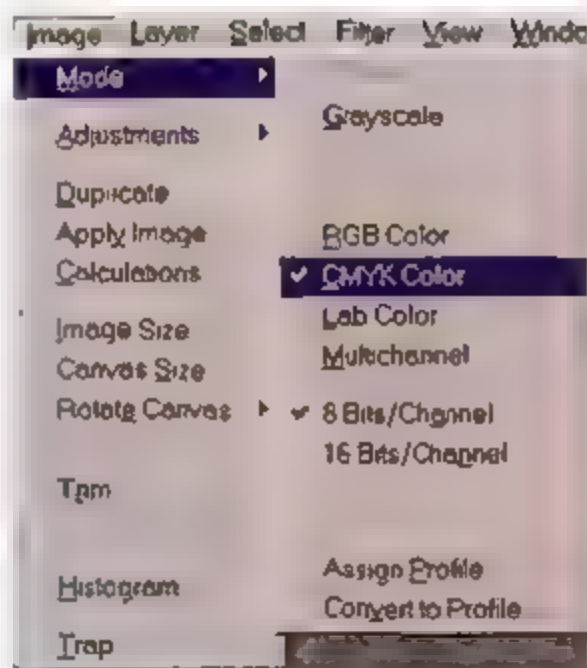 Image Layer Select Filter View
Mode
Adjustments
Duplicate
Apply Image
Calculations
Image Size
Canvas Size
Rotate Canvas
Trim
Histogram
Trap
Grayscale
RGB Color
✔ CMYK Color
Lab Color
Multichannel
✔ 8 Bits/Channel
16 Bits/Channel
Assign Profile
Convert to Profile